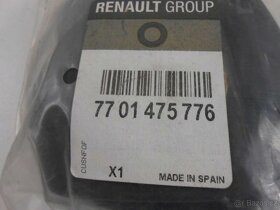 RENAULT GROUP
77 01 475 776
X1
MADE IN SPAIN